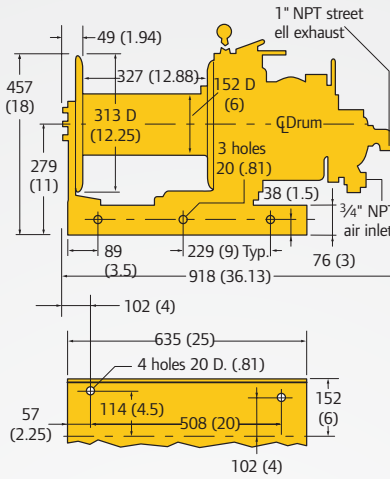 1" NPT street
ell exhaust
49 (1.94)
457
(18)
327 (12.88)
152 D
(6)
313 D
(12.25)
℄Drum
3 holes
20 (.81)
279
(11)
38 (1.5)
3/4" NPT
air inlet
89
(3.5)
229 (9) Typ.
76 (3)
918 (36.13)
102 (4)
635 (25)
4 holes 20 D. (.81)
57
(2.25)
114 (4.5)
508 (20)
152
(6)
102 (4)